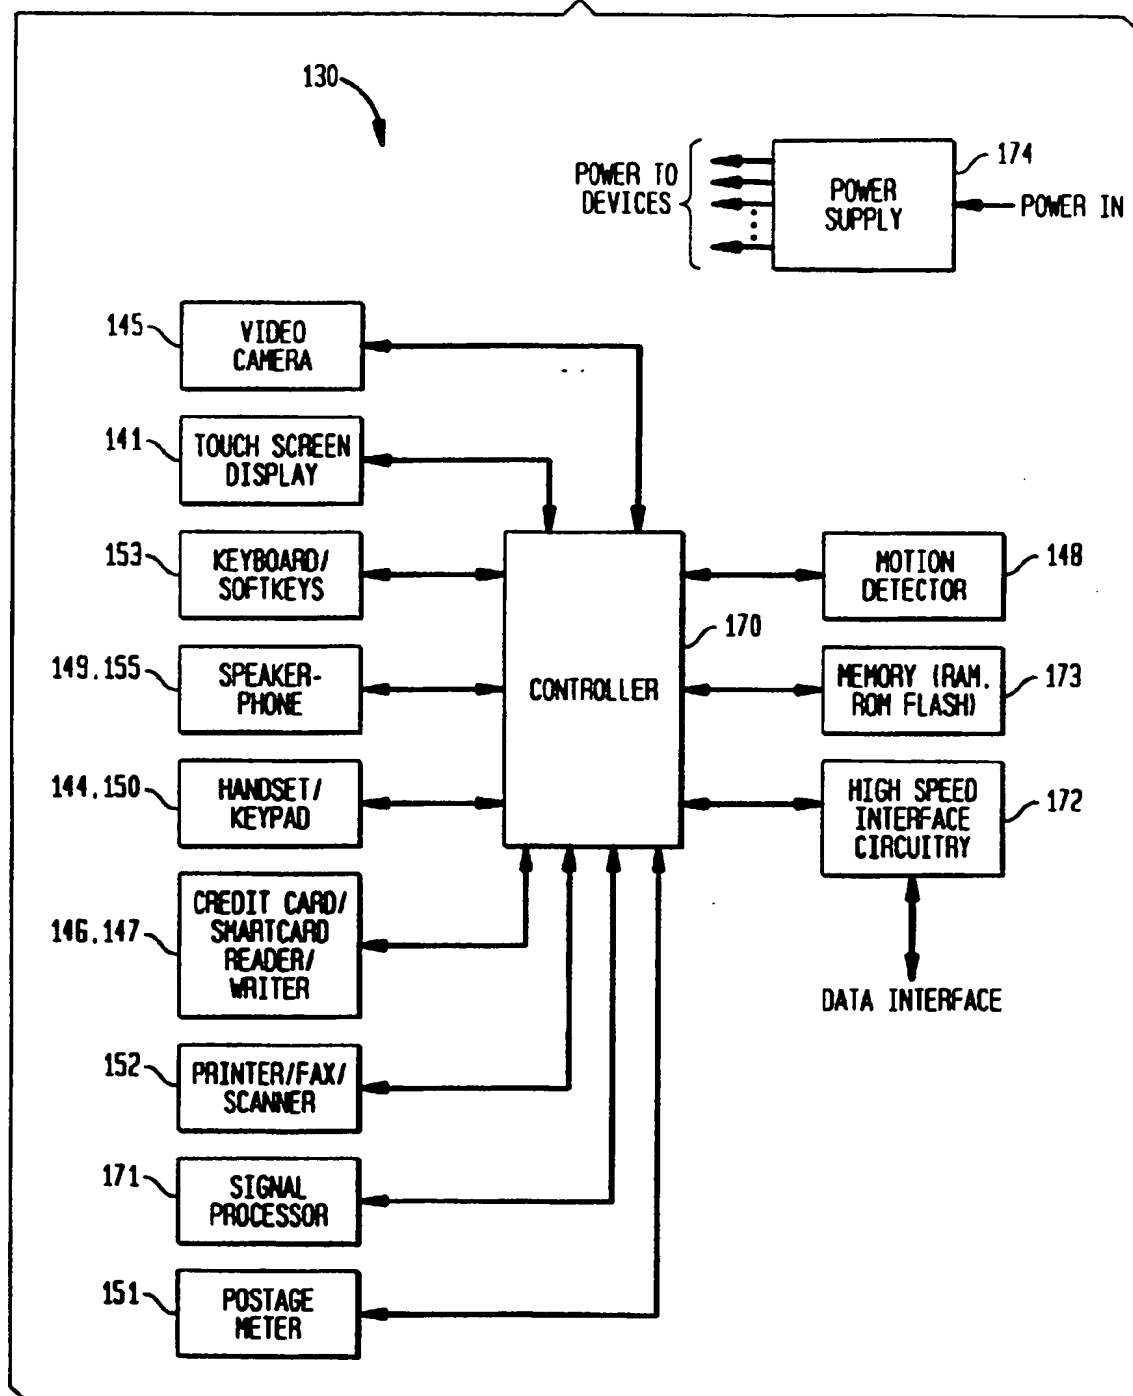 130
POWER TO
DEVICES
POWER
SUPPLY
174
POWER IN
145
VIDEO
CAMERA
141
TOUCH SCREEN
DISPLAY
153
KEYBOARD/
SOFTKEYS
149,155
SPEAKER-
PHONE
144,150
HANDSET/
KEYPAD
146,147
CREDIT CARD/
SMARTCARD
READER/
WRITER
152
PRINTER/FAX/
SCANNER
171
SIGNAL
PROCESSOR
151
POSTAGE
METER
CONTROLLER
170
MOTION
DETECTOR
148
MEMORY (RAM,
ROM FLASH)
173
HIGH SPEED
INTERFACE
CIRCUITRY
172
DATA INTERFACE